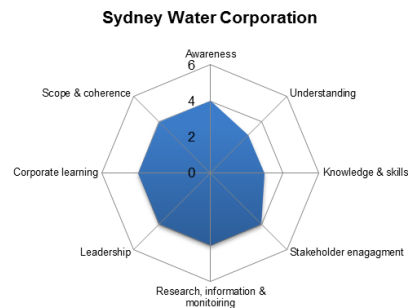 Sydney Water Corporation
Awareness
6
Scope & coherence
Understanding
4
2
Corporate learning
0
Knowledge & skills
Leadership
Stakeholder enagagment
Research, information &
monitoiring